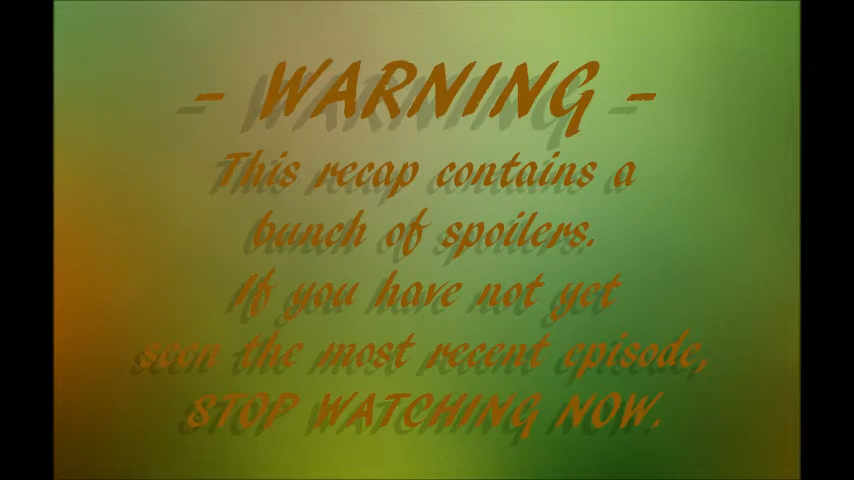 - WARNING -
This recap contains a
bunch of spoilers.
If you have not yet
seen the most recent episode,
STOP WATCHING NOW.